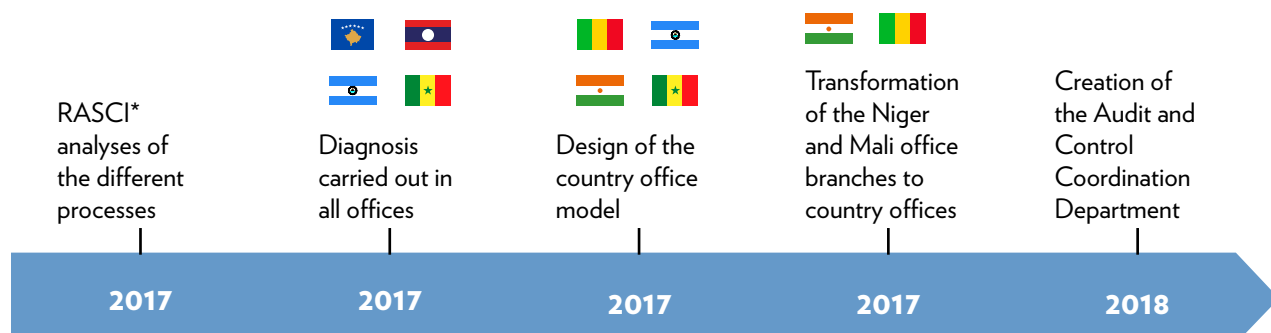 RASCI*
analyses of
the different
processes
Diagnosis
carried out in
all offices
Design of the
country office
model
Transformation
of the Niger
and Mali office
branches to
country offices
Creation of
the Audit and
Control
Coordination
Department
2017
2017
2017
2017
2018